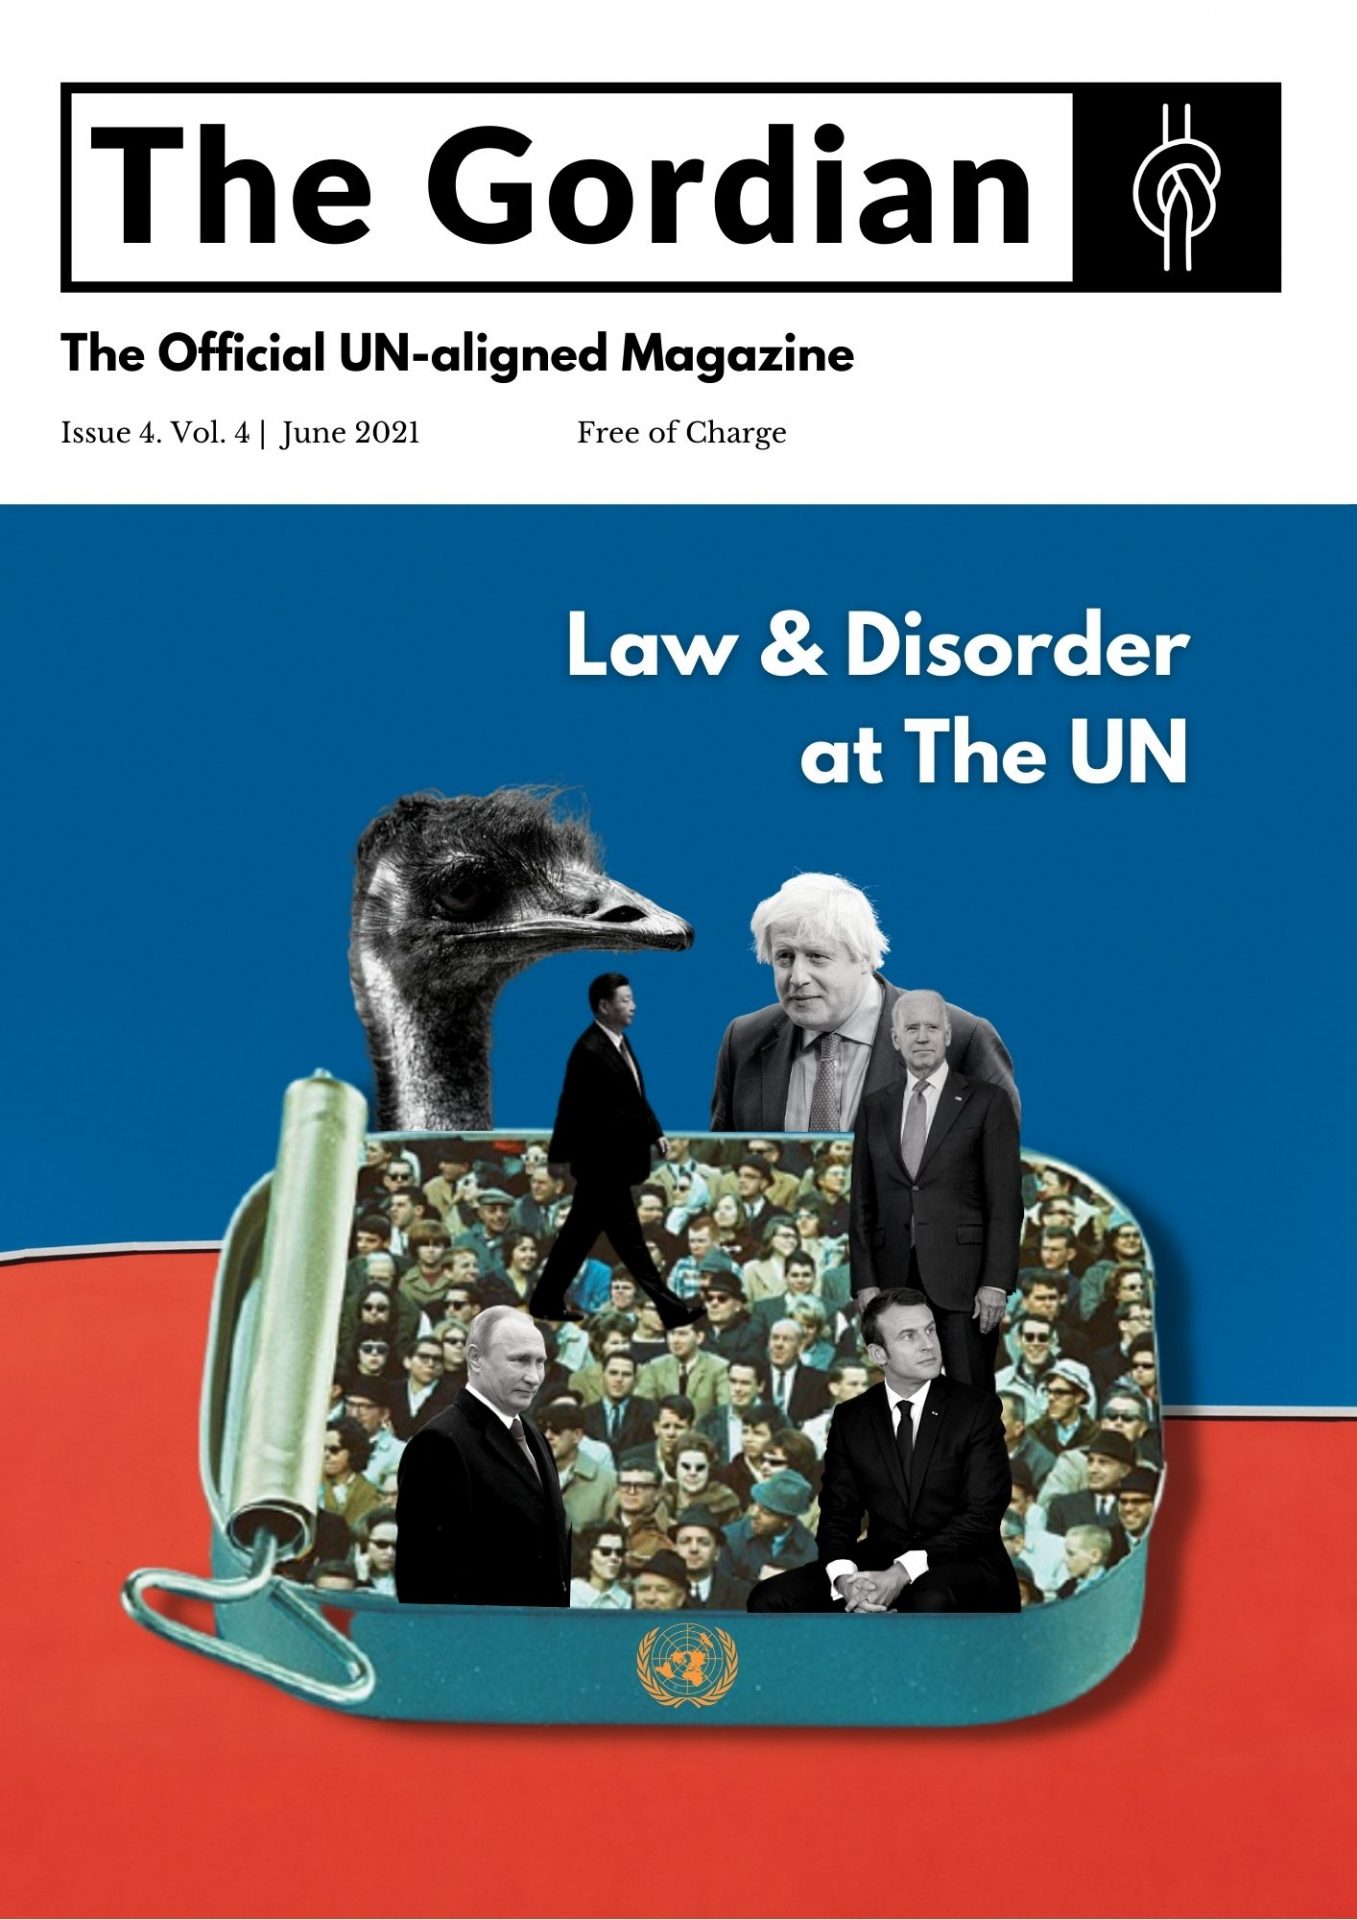 The Gordian
The Official UN-aligned Magazine
Issue 4. Vol. 4 | June 2021 Free of Charge
Law & Disorder
at The UN